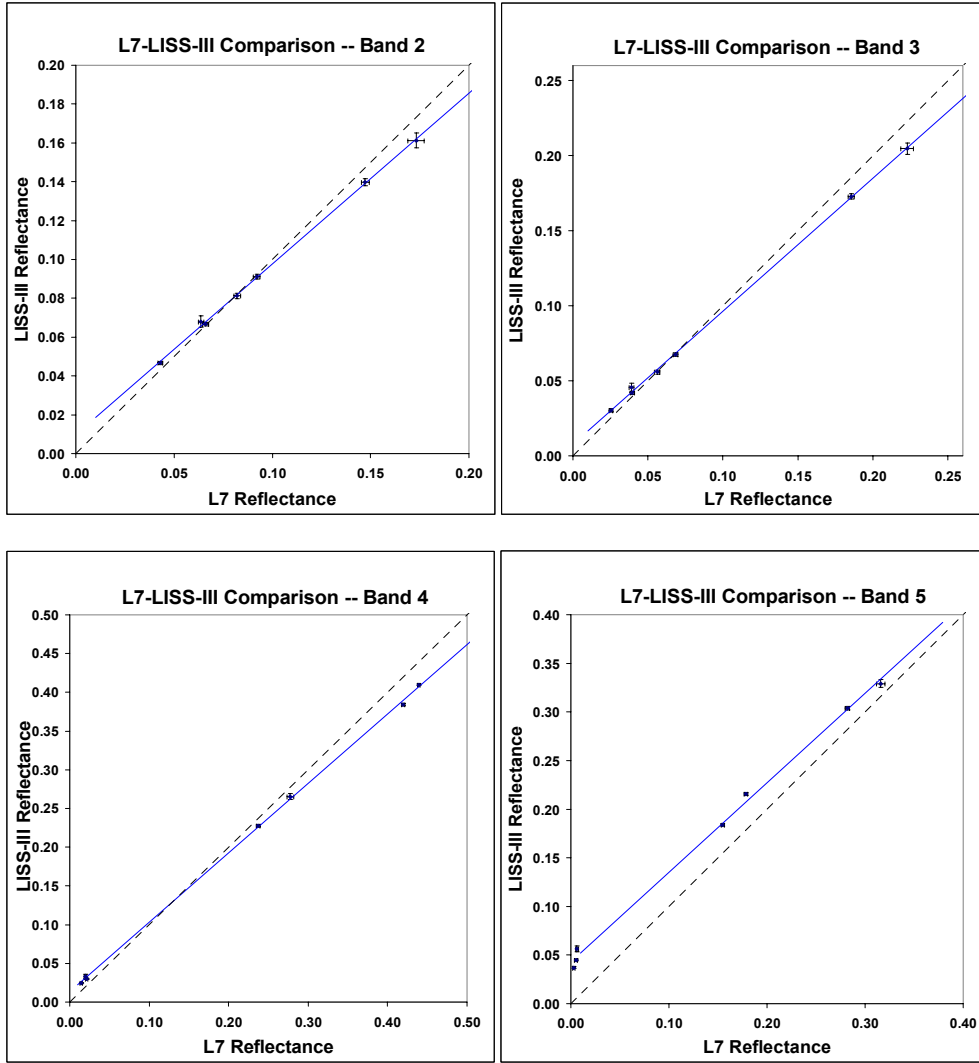 L7-LISS-III Comparison -- Band 2
LISS-III Reflectance
0.20
0.18
0.16
0.14
0.12
0.10
0.08
0.06
0.04
0.02
0.00
0.00 0.05 0.10 0.15 0.20
L7 Reflectance
L7-LISS-III Comparison -- Band 3
LISS-III Reflectance
0.25
0.20
0.15
0.10
0.05
0.00
0.00 0.05 0.10 0.15 0.20 0.25
L7 Reflectance
L7-LISS-III Comparison -- Band 4
LISS-III Reflectance
0.50
0.45
0.40
0.35
0.30
0.25
0.20
0.15
0.10
0.05
0.00
0.00 0.10 0.20 0.30 0.40 0.50
L7 Reflectance
L7-LISS-III Comparison -- Band 5
LISS-III Reflectance
0.40
0.35
0.30
0.25
0.20
0.15
0.10
0.05
0.00
0.00 0.10 0.20 0.30 0.40
L7 Reflectance